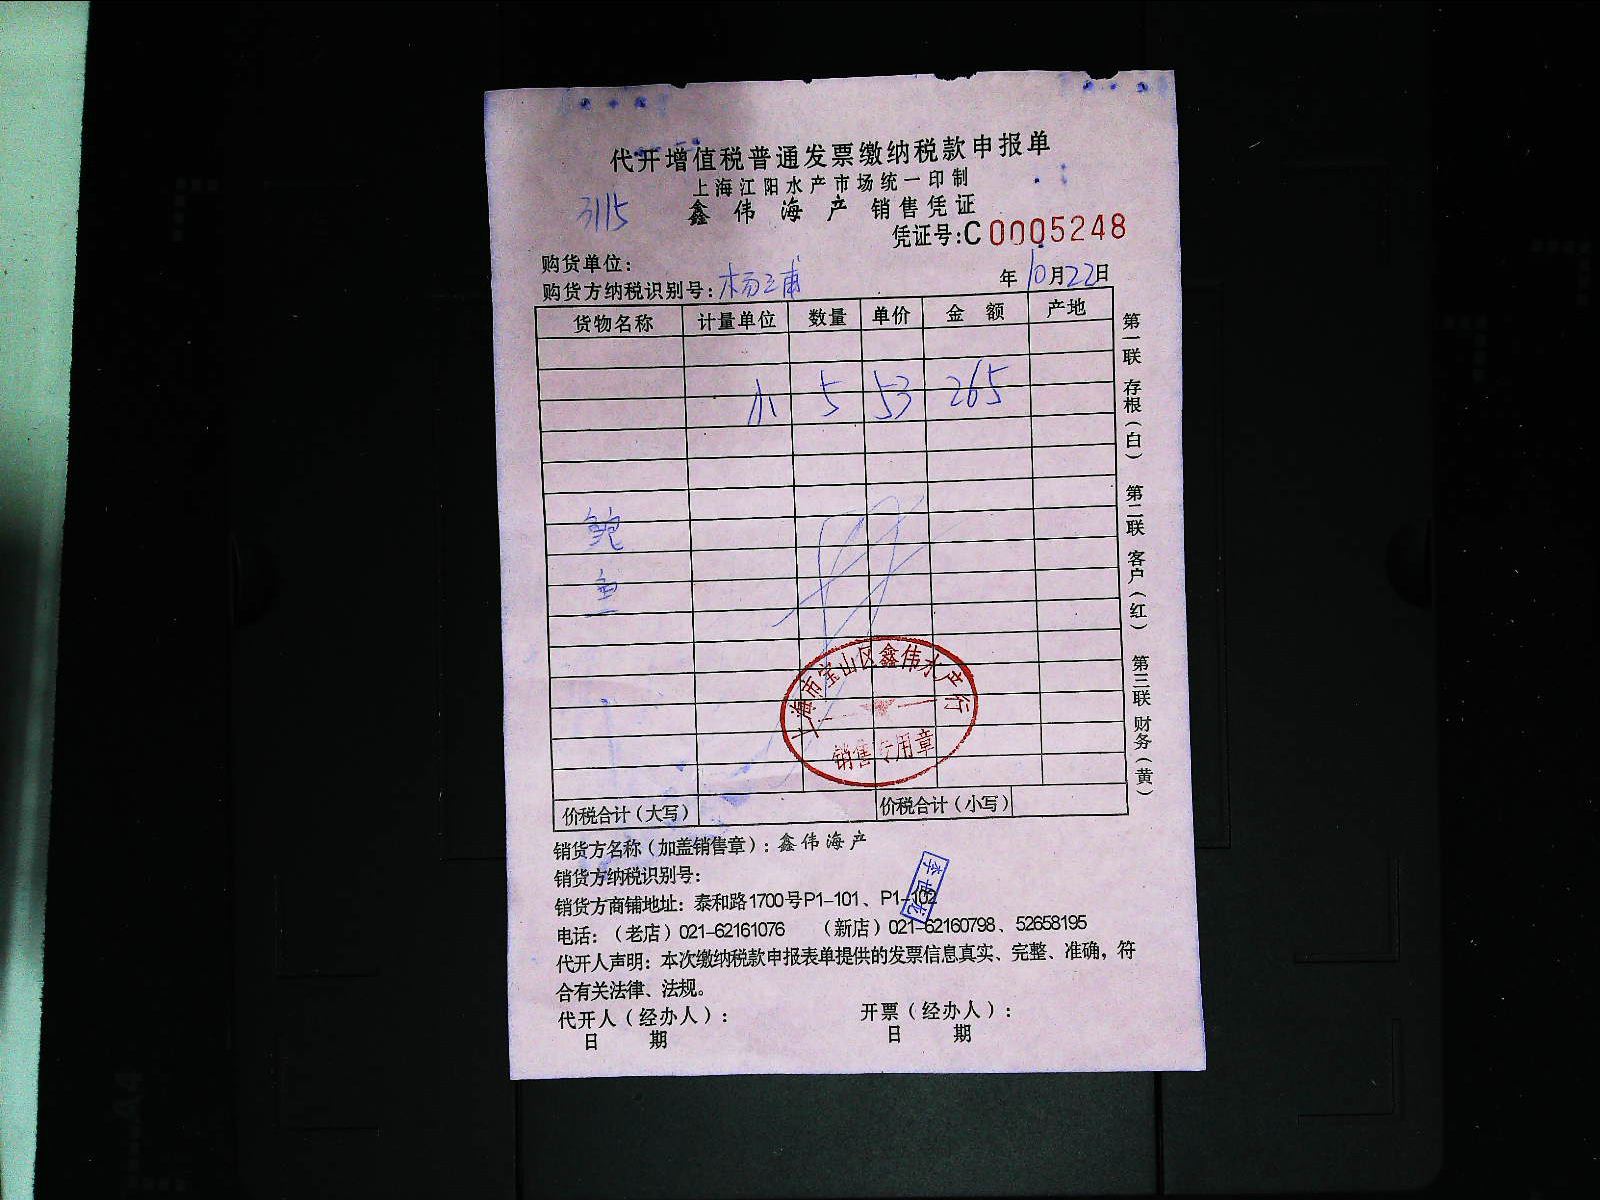 代开增值税普通发票缴纳税款申报单
上海江阳水产市场统一印制
3115 鑫伟海产 销售凭证
凭证号:C0005248
购货单位:
购货方纳税识别号: 年10月22日
货物名称 计量单位 数量 单价 金额 产地
小 5 53 265
鲍
鱼
上海市宝山区鑫伟水产行
销售专用章
价税合计(大写) 价税合计(小写)
第一联 存根(白) 第二联 客户(红) 第三联 财务(黄)
销货方名称(加盖销售章):鑫伟海产
销货方纳税识别号:
销货方商铺地址:泰和路1700号P1-101、P1-102
李世龙
电话:(老店)021-62161076 (新店)021-62160798、52658195
代开人声明:本次缴纳税款申报表单提供的发票信息真实、完整、准确,符
合有关法律、法规。
代开人(经办人): 开票(经办人):
日 期 日 期
A4